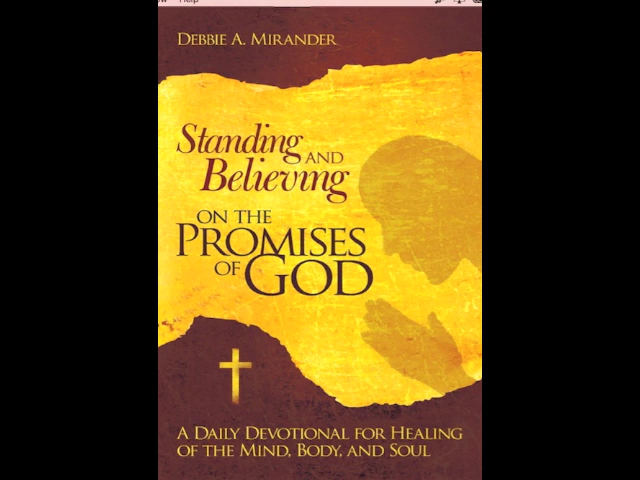 Help
DEBBIE A. MIRANDER
Standing AND
Believing
ON THE
PROMISES
OF GOD
A DAILY DEVOTIONAL FOR HEALING
OF THE MIND, BODY, AND SOUL